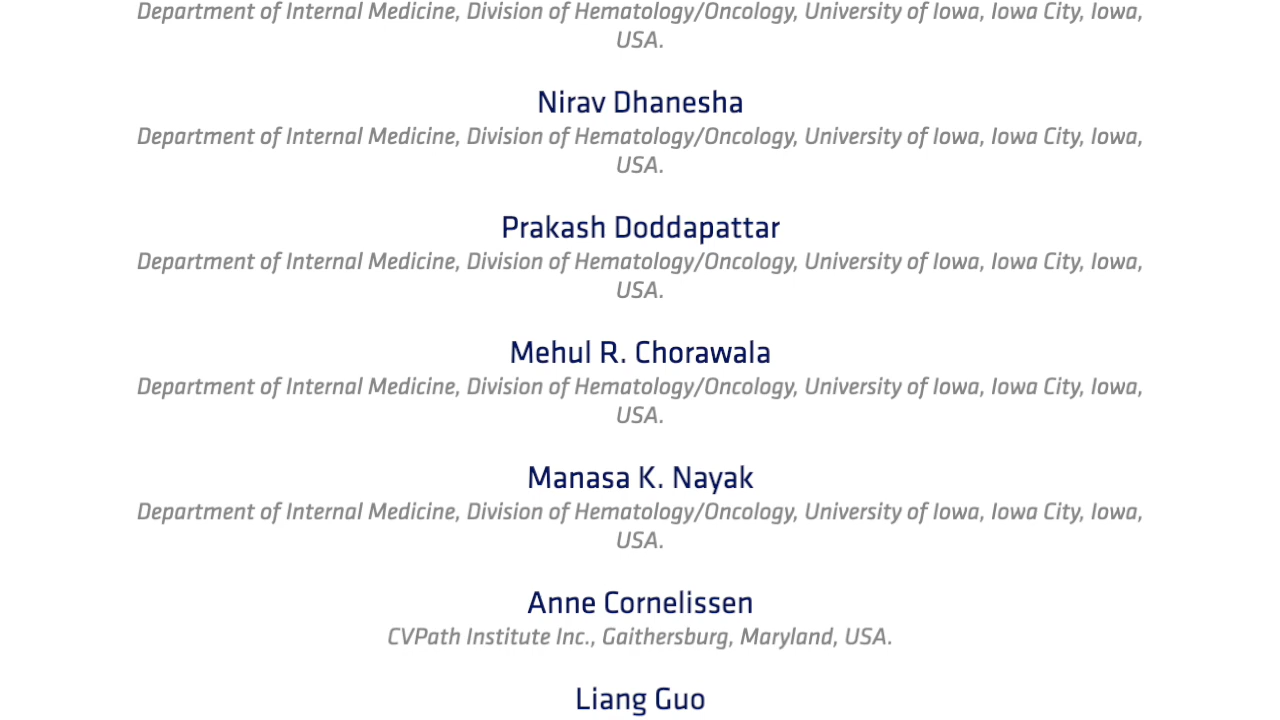 Department of Internal Medicine, Division of Hematology/Oncology, University of Iowa, Iowa City, Iowa,
USA.
Nirav Dhanesha
Department of Internal Medicine, Division of Hematology/Oncology, University of Iowa, Iowa City, Iowa,
USA.
Prakash Doddapattar
Department of Internal Medicine, Division of Hematology/Oncology, University of Iowa, Iowa City, Iowa,
USA.
Mehul R. Chorawala
Department of Internal Medicine, Division of Hematology/Oncology, University of Iowa, Iowa City, Iowa,
USA.
Manasa K. Nayak
Department of Internal Medicine, Division of Hematology/Oncology, University of Iowa, Iowa City, Iowa,
USA.
Anne Cornelissen
CVPath Institute Inc., Gaithersburg, Maryland, USA.
Liang Guo